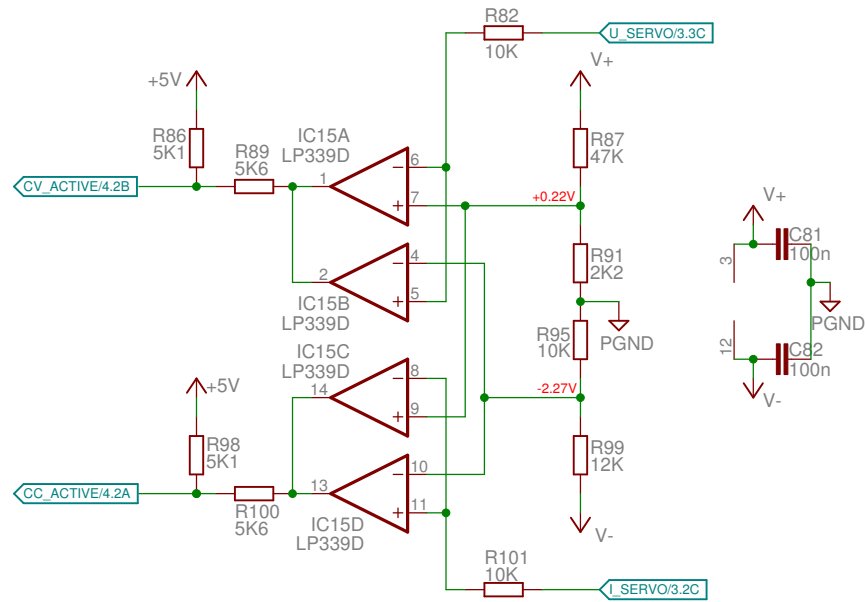 R82
10K
U_SERVO/3.3C
+5V
V+
R86
5K1
R89
5K6
IC15A
LP339D
R87
47K
CV_ACTIVE/4.2B
1
6
7
+0.22V
V+
C81
100n
3
R91
2K2
2
4
5
IC15B
LP339D
R95
10K
PGND
PGND
12
C82
100n
V-
IC15C
LP339D
14
8
9
-2.27V
+5V
R98
5K1
R99
12K
CC_ACTIVE/4.2A
R100
5K6
13
10
11
IC15D
LP339D
V-
R101
10K
I_SERVO/3.2C